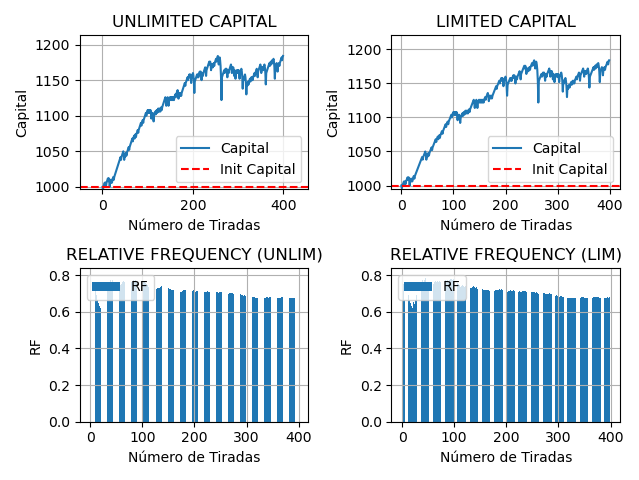 UNLIMITED CAPITAL
Capital
1200
1150
1100
1050
1000
0 200 400
Número de Tiradas
Capital
Init Capital
LIMITED CAPITAL
Capital
1200
1150
1100
1050
1000
0 200 400
Número de Tiradas
Capital
Init Capital
RELATIVE FREQUENCY (UNLIM)
RF
0.8
0.6
0.4
0.2
0.0
0 100 200 300 400
Número de Tiradas
RF
RELATIVE FREQUENCY (LIM)
RF
0.8
0.6
0.4
0.2
0.0
0 100 200 300 400
Número de Tiradas
RF